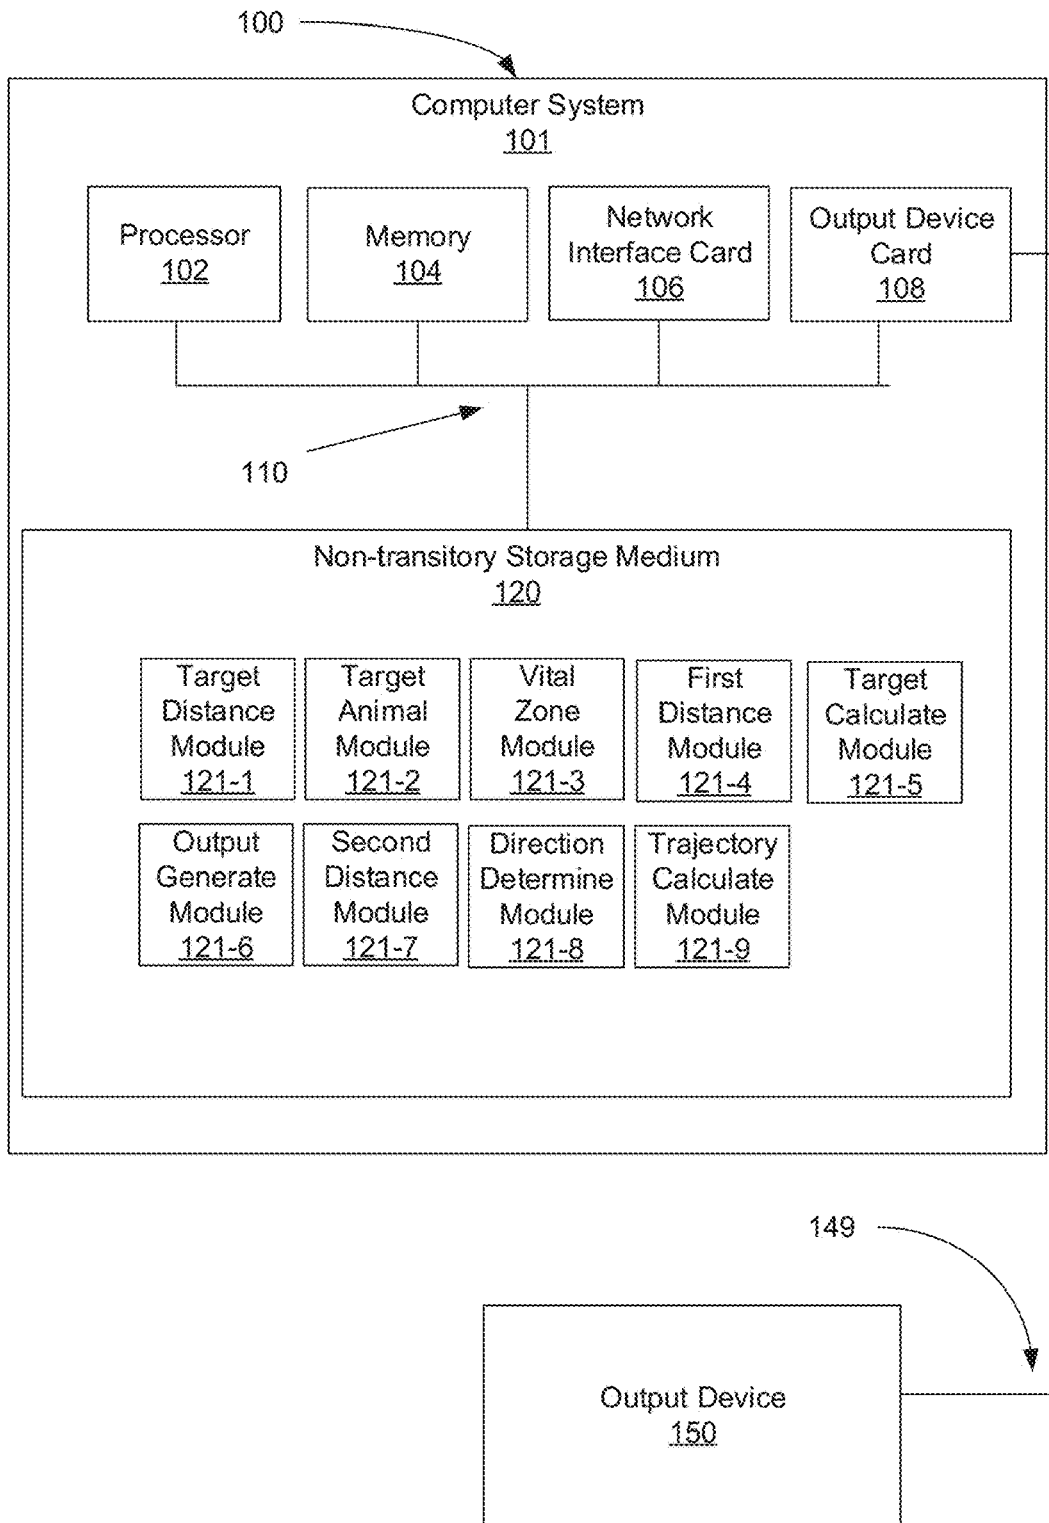 100
Computer System
101
Processor
102
Memory
104
Network
Interface Card
106
Output Device
Card
108
110
Non-transitory Storage Medium
120
Target
Distance
Module
121-1
Target
Animal
Module
121-2
Vital
Zone
Module
121-3
First
Distance
Module
121-4
Target
Calculate
Module
121-5
Output
Generate
Module
121-6
Second
Distance
Module
121-7
Direction
Determine
Module
121-8
Trajectory
Calculate
Module
121-9
149
Output Device
150